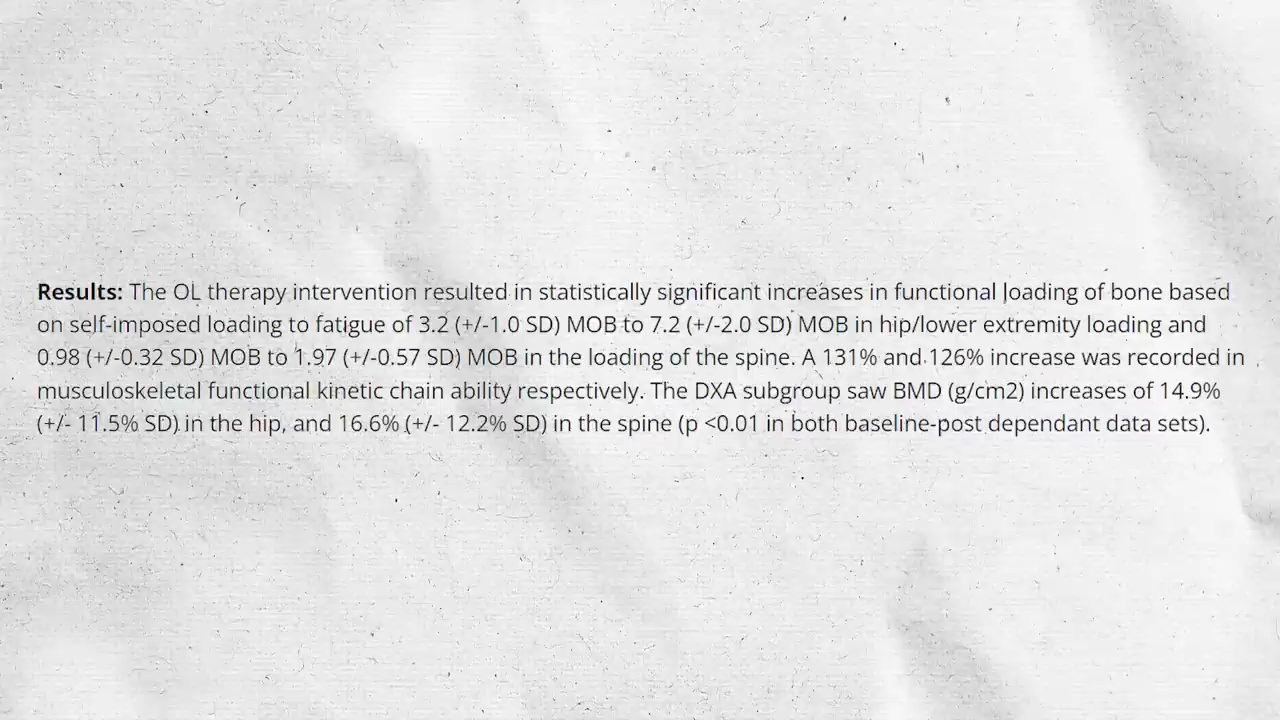 Results: The OL therapy intervention resulted in statistically significant increases in functional loading of bone based
on self-imposed loading to fatigue of 3.2 (+/-1.0 SD) MOB to 7.2 (+/-2.0 SD) MOB in hip/lower extremity loading and
0.98 (+/-0.32 SD) MOB to 1.97 (+/-0.57 SD) MOB in the loading of the spine. A 131% and 126% increase was recorded in
musculoskeletal functional kinetic chain ability respectively. The DXA subgroup saw BMD (g/cm2) increases of 14.9%
(+/- 11.5% SD) in the hip, and 16.6% (+/- 12.2% SD) in the spine (p <0.01 in both baseline-post dependant data sets).